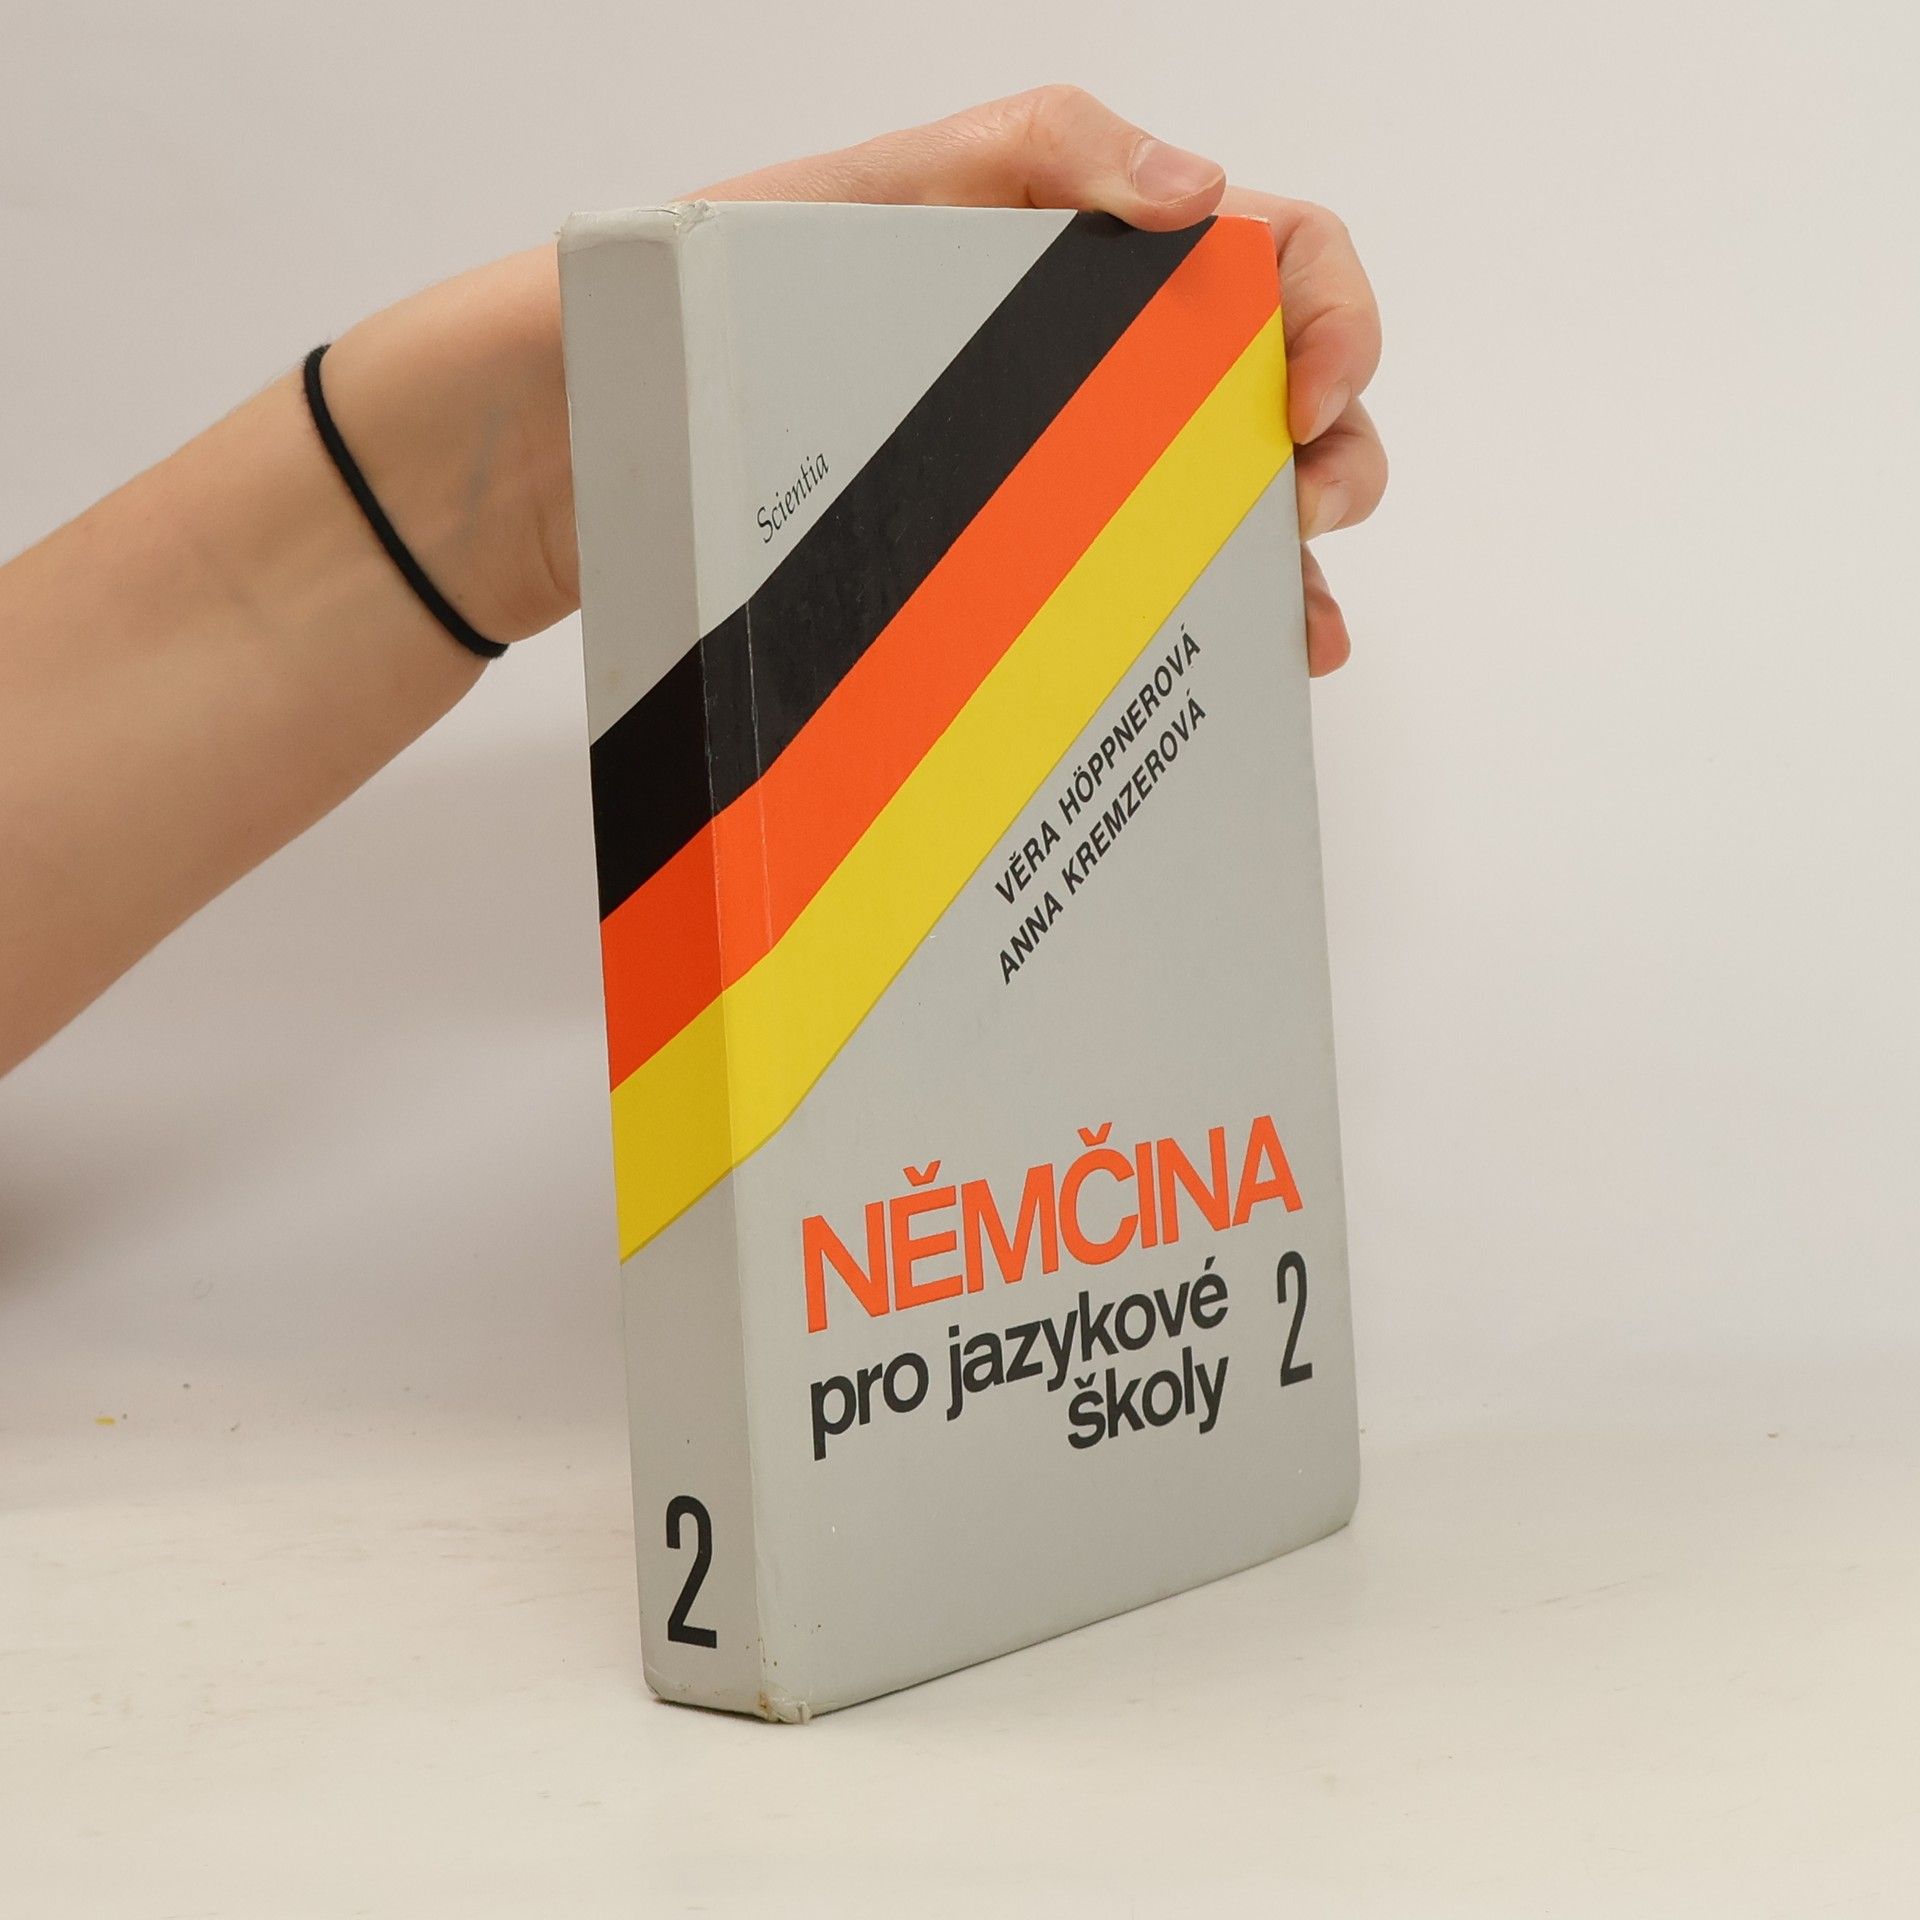 Scientia
VĚRA HÖPPNEROVÁ
ANNA KREMZEROVÁ
NĚMČINA
pro jazykové
školy 2
2